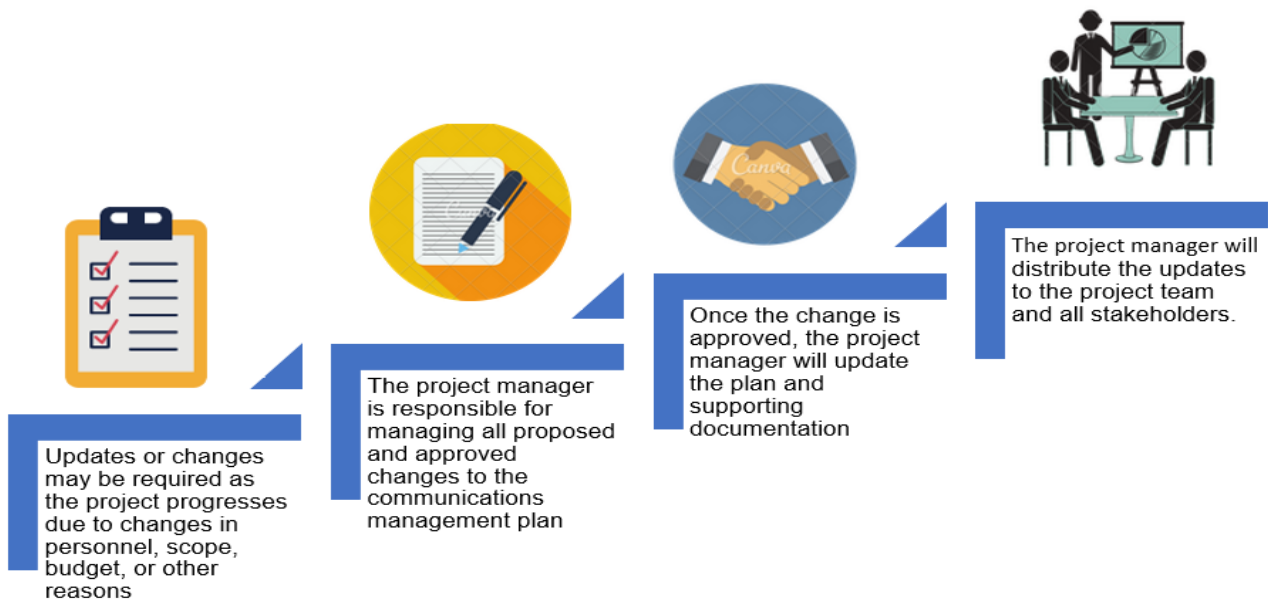 Updates or changes
may be required as
the project progresses
due to changes in
personnel, scope,
budget, or other
reasons
The project manager
is responsible for
managing all proposed
and approved
changes to the
communications
management plan
Once the change is
approved, the project
manager will update
the plan and
supporting
documentation
The project manager will
distribute the updates
to the project team
and all stakeholders.
Canva
Canva